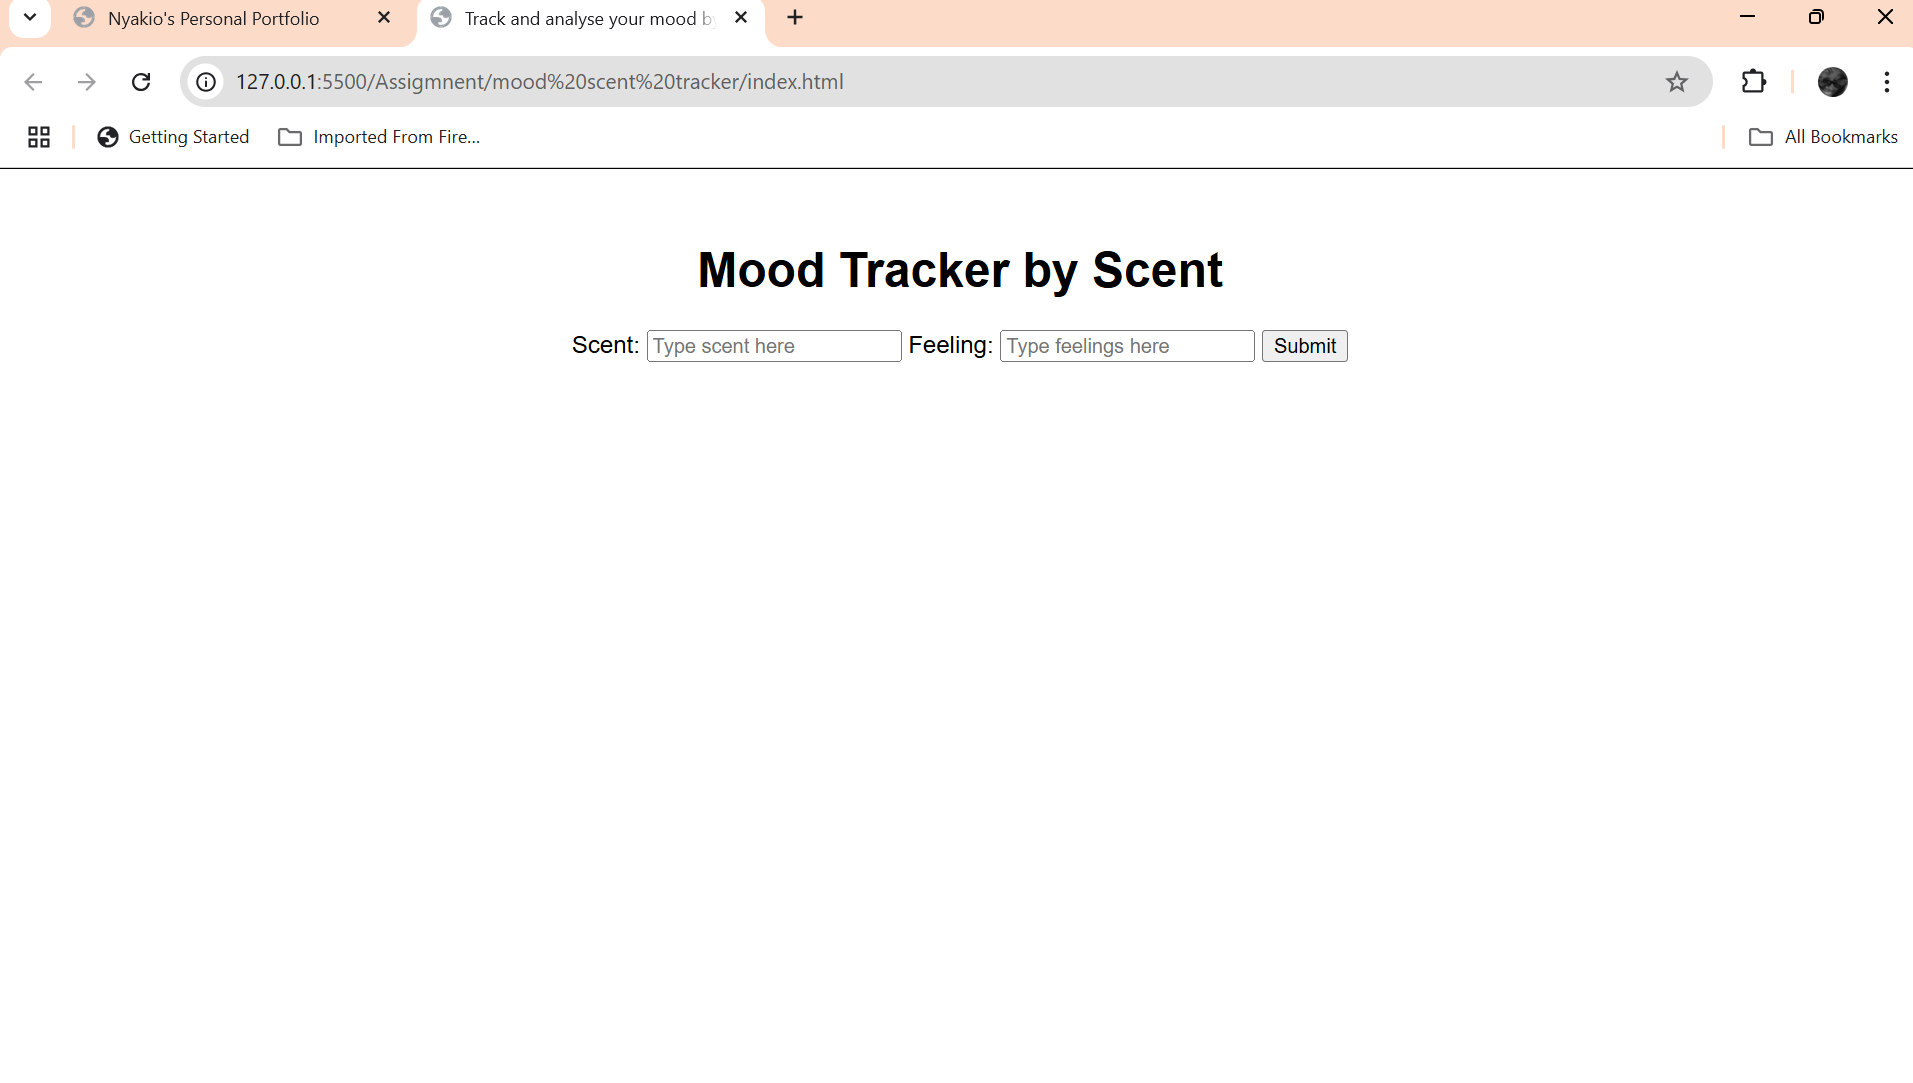 Nyakio's Personal Portfolio
Track and analyse your mood by
127.0.0.1:5500/Assigmnent/mood%20scent%20tracker/index.html
Getting Started
Imported From Fire...
All Bookmarks
Mood Tracker by Scent
Scent: Type scent here Feeling: Type feelings here Submit